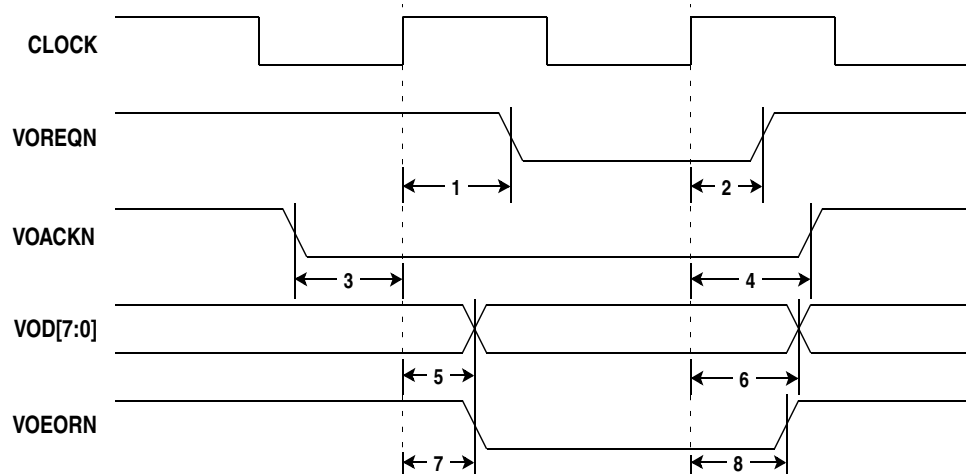 CLOCK
VOREQN
1
2
VOACKN
3
4
VOD[7:0]
5
6
VOEORN
7
8